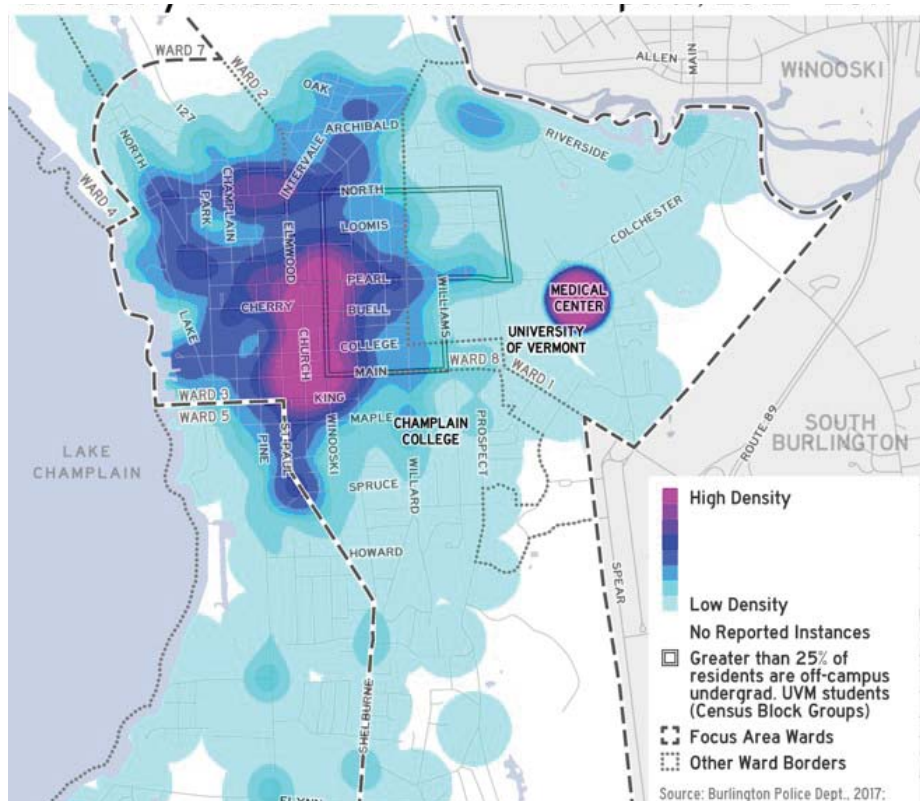 WARD 7
WARD 2
ALLEN
MAIN
WINOOSKI
OAK
127
NORTH
ARCHIBALD
RIVERSIDE
INTERVALE
CHAMPLAIN
PARK
WARD 4
NORTH
LOOMIS
COLCHESTER
ELMWOOD
PEARL
CHERRY
BUELL
WILLIAMS
MEDICAL
CENTER
UNIVERSITY
OF VERMONT
LAKE
CHURCH
COLLEGE
MAIN
WARD 8
WARD 1
WARD 3
WARD 5
KING
MAPLE
CHAMPLAIN
COLLEGE
PROSPECT
WINOOSKI
ST PAUL
PINE
WILLARD
SPRUCE
LAKE
CHAMPLAIN
SOUTH
BURLINGTON
ROUTE 89
HOWARD
SPEAR
SHELBURNE
High Density
Low Density
No Reported Instances
Greater than 25% of
residents are off-campus
undergrad. UVM students
(Census Block Groups)
Focus Area Wards
Other Ward Borders
Source: Burlington Police Dept., 2017;